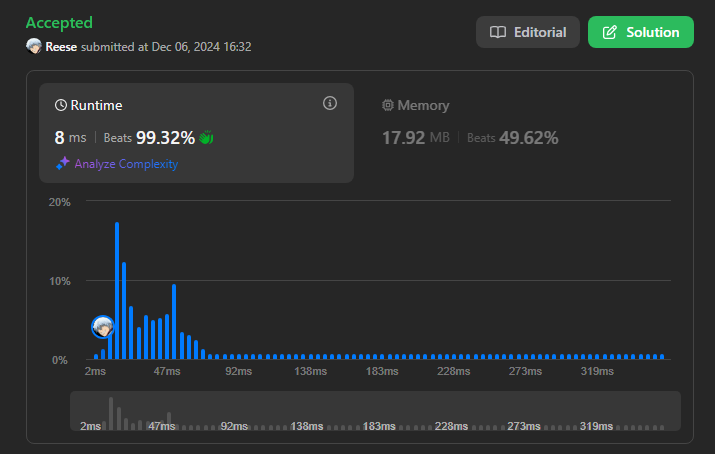 Accepted
Reese submitted at Dec 06, 2024 16:32
Editorial
Solution
Runtime
8 ms | Beats 99.32%
Analyze Complexity
Memory
17.92 MB | Beats 49.62%
20%
10%
0%
2ms 47ms 92ms 138ms 183ms 228ms 273ms 319ms
2ms 47ms 92ms 138ms 183ms 228ms 273ms 319ms